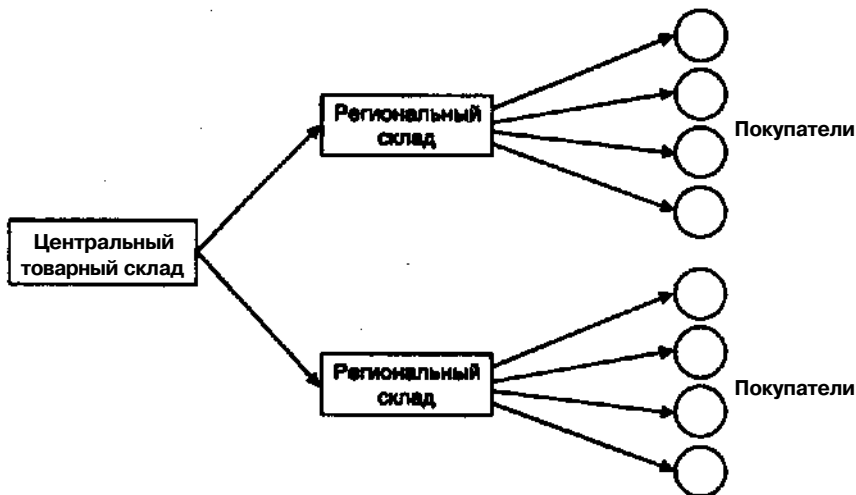 Региональный
склад
Покупатели
Центральный
товарный склад
Региональный
склад
Покупатели